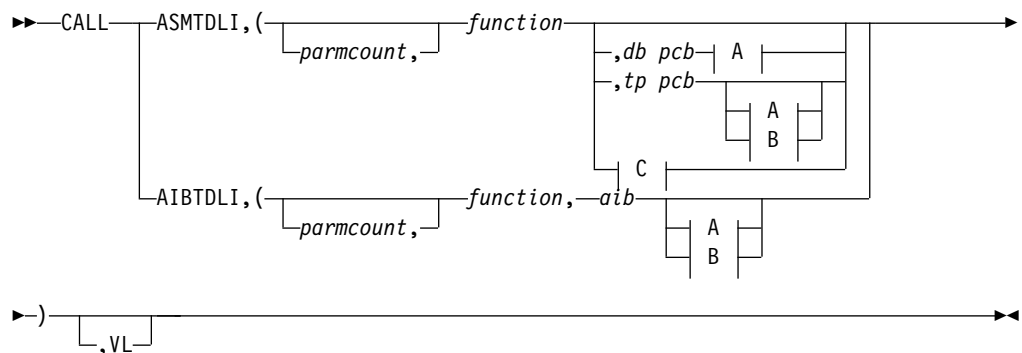 CALL ASMTDLI,( parmcount, function
,db pcb A
,tp pcb
A
B
C
AIBTDLI,( parmcount, function, aib
A
B
)
,VL